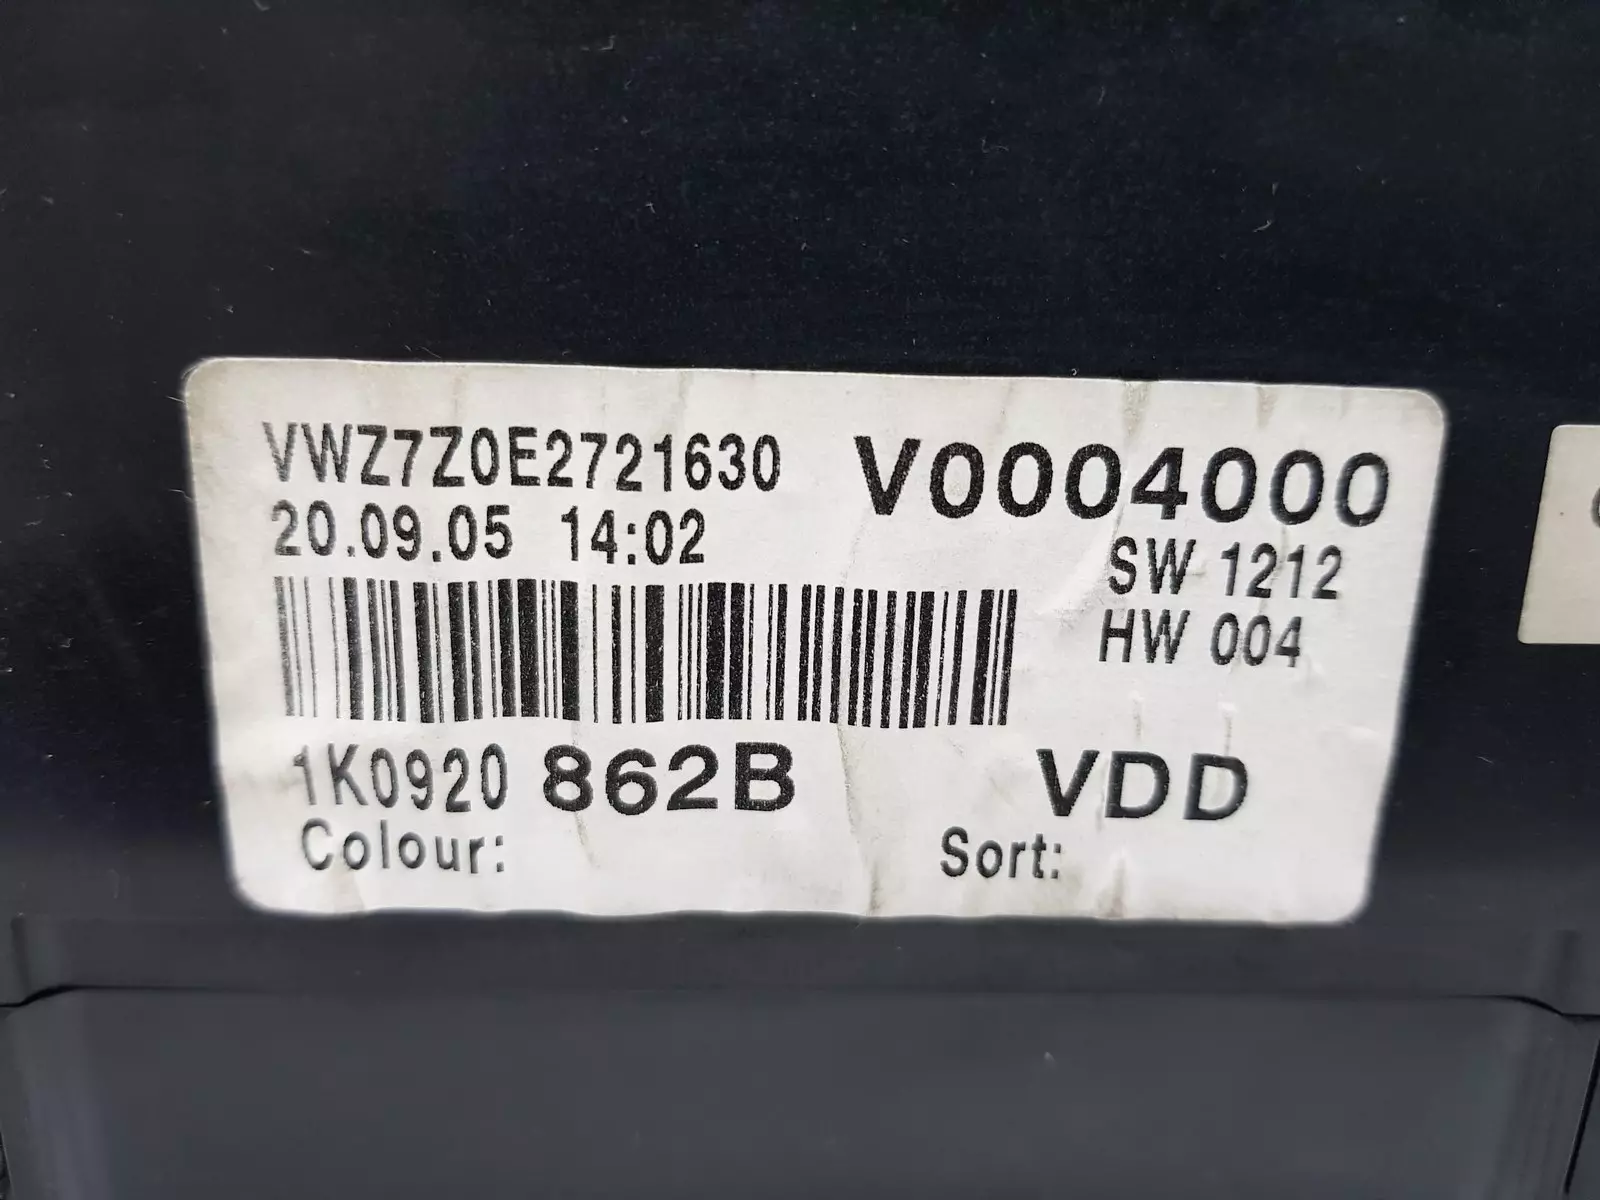 VWZ7Z0E2721630 V0004000
20.09.05 14:02
SW 1212
HW 004
1K0920 862B VDD
Colour: Sort: